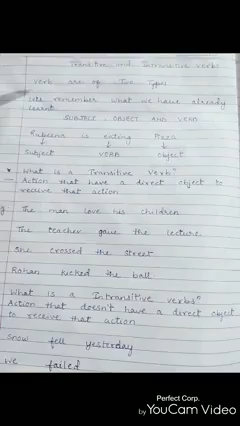 Transitive and Intransitive verbs
verb are of Two Types
Lets remember what we have already
learnt
SUBJECT, OBJECT AND VERB
Rubeena is eating Pizza
↓ ↓ ↓
Subject VERB Object
* What is a Transitive Verb"
Action that have a direct object to
receive that action
The man love his children
The teacher gave the lecture.
She crossed the street
Rohan kicked the ball.
What is a Intransitive verbs"
Action that doesn't have a direct object
to receive that action
Snow fell yesterday
We failed
Perfect Corp.
by YouCam Video